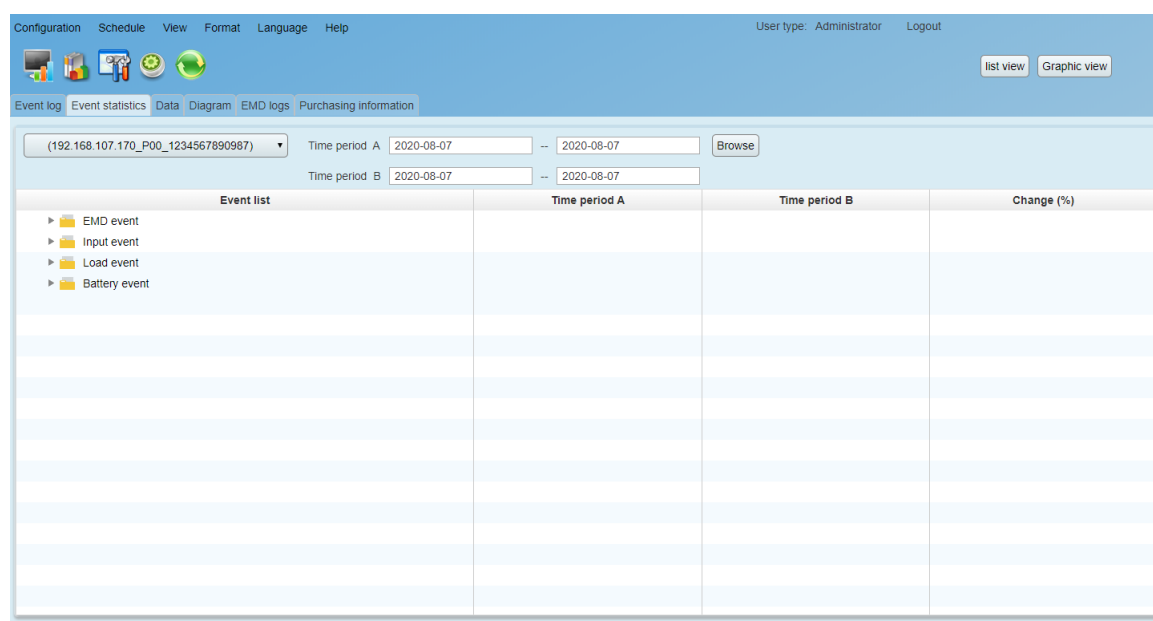 Configuration Schedule View Format Language Help User type: Administrator Logout
list view Graphic view
Event log Event statistics Data Diagram EMD logs Purchasing information
(192.168.107.170_P00_1234567890987) Time period A 2020-08-07 -- 2020-08-07 Browse
Time period B 2020-08-07 -- 2020-08-07
Event list Time period A Time period B Change (%)
EMD event
Input event
Load event
Battery event